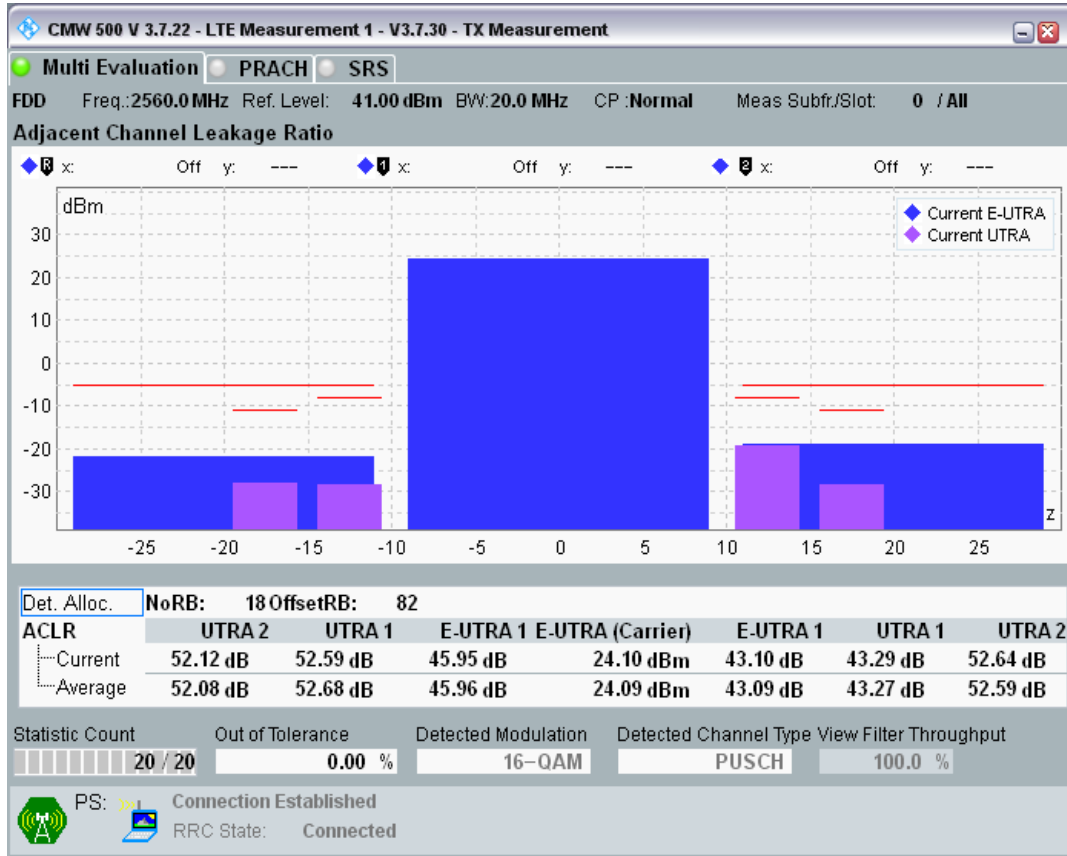 CMW 500 V 3.7.22 - LTE Measurement 1 - V3.7.30 - TX Measurement
Multi Evaluation PRACH SRS
FDD Freq.:2560.0 MHz Ref. Level: 41.00 dBm BW:20.0 MHz CP :Normal Meas Subfr./Slot: 0 / All
Adjacent Channel Leakage Ratio
R x: Off y: --- 1 x: Off y: --- 2 x: Off y: ---
dBm
Current E-UTRA
Current UTRA
30
20
10
0
-10
-20
-30
z
-25 -20 -15 -10 -5 0 5 10 15 20 25
Det. Alloc. NoRB: 18 OffsetRB: 82
ACLR UTRA 2 UTRA 1 E-UTRA 1 E-UTRA (Carrier) E-UTRA 1 UTRA 1 UTRA 2
Current 52.12 dB 52.59 dB 45.95 dB 24.10 dBm 43.10 dB 43.29 dB 52.64 dB
Average 52.08 dB 52.68 dB 45.96 dB 24.09 dBm 43.09 dB 43.27 dB 52.59 dB
Statistic Count Out of Tolerance Detected Modulation Detected Channel Type View Filter Throughput
20 / 20 0.00 % 16-QAM PUSCH 100.0 %
PS: Connection Established
RRC State: Connected